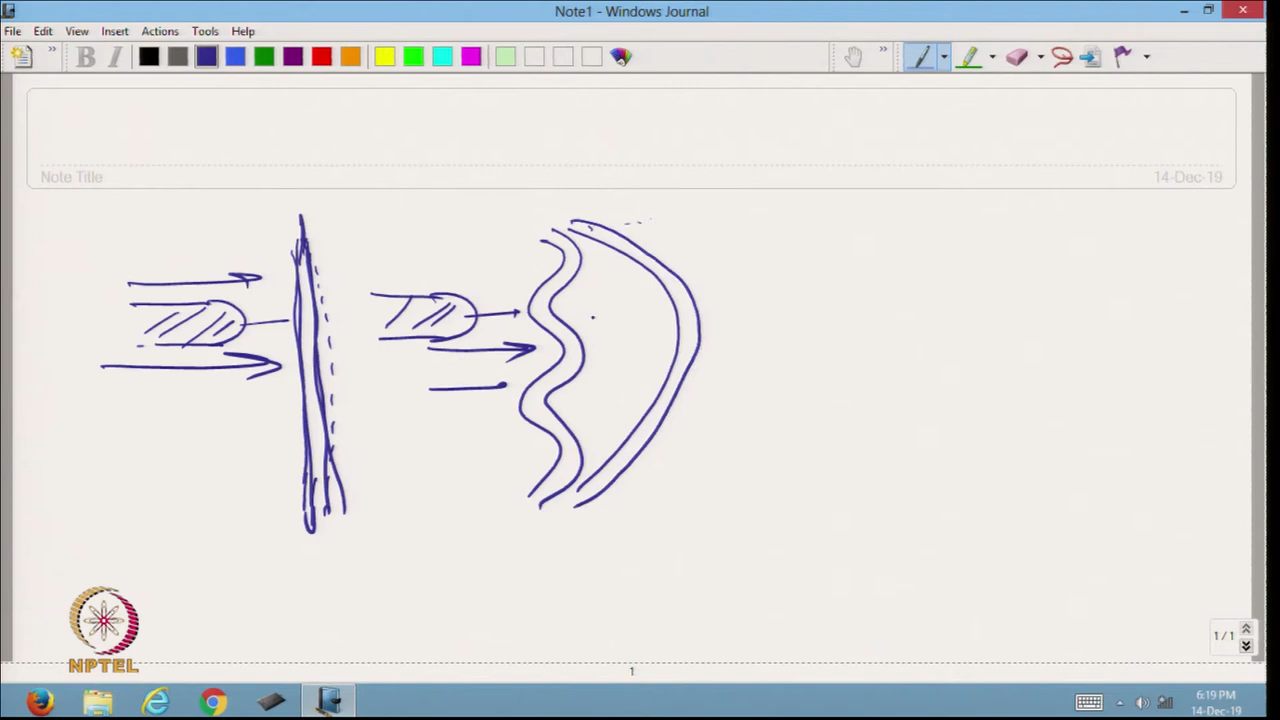 Note1 - Windows Journal
File Edit View Insert Actions Tools Help
B I
Note Title
14-Dec-19
NPTEL
1 / 1
1
6:19 PM
14-Dec-19